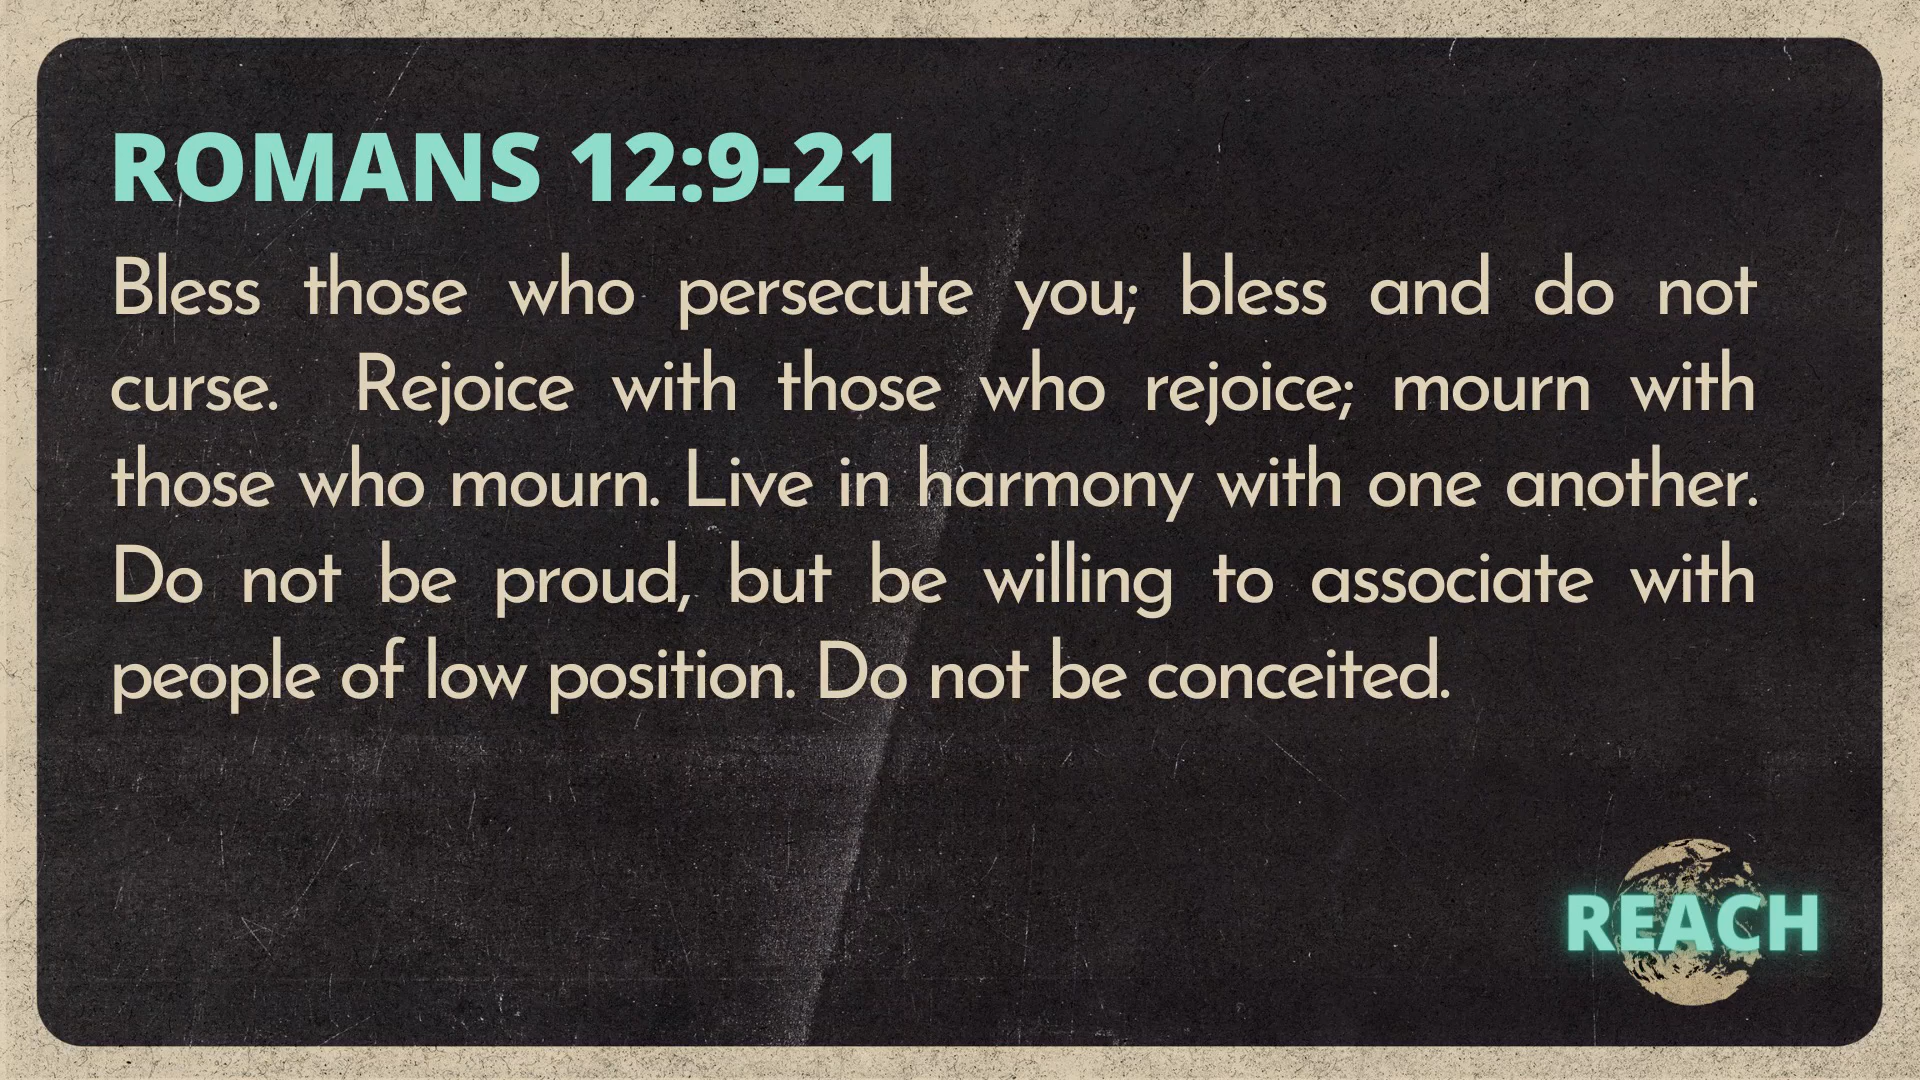 ROMANS 12:9-21
Bless those who persecute you; bless and do not
curse. Rejoice with those who rejoice; mourn with
those who mourn. Live in harmony with one another.
Do not be proud, but be willing to associate with
people of low position. Do not be conceited.
REACH